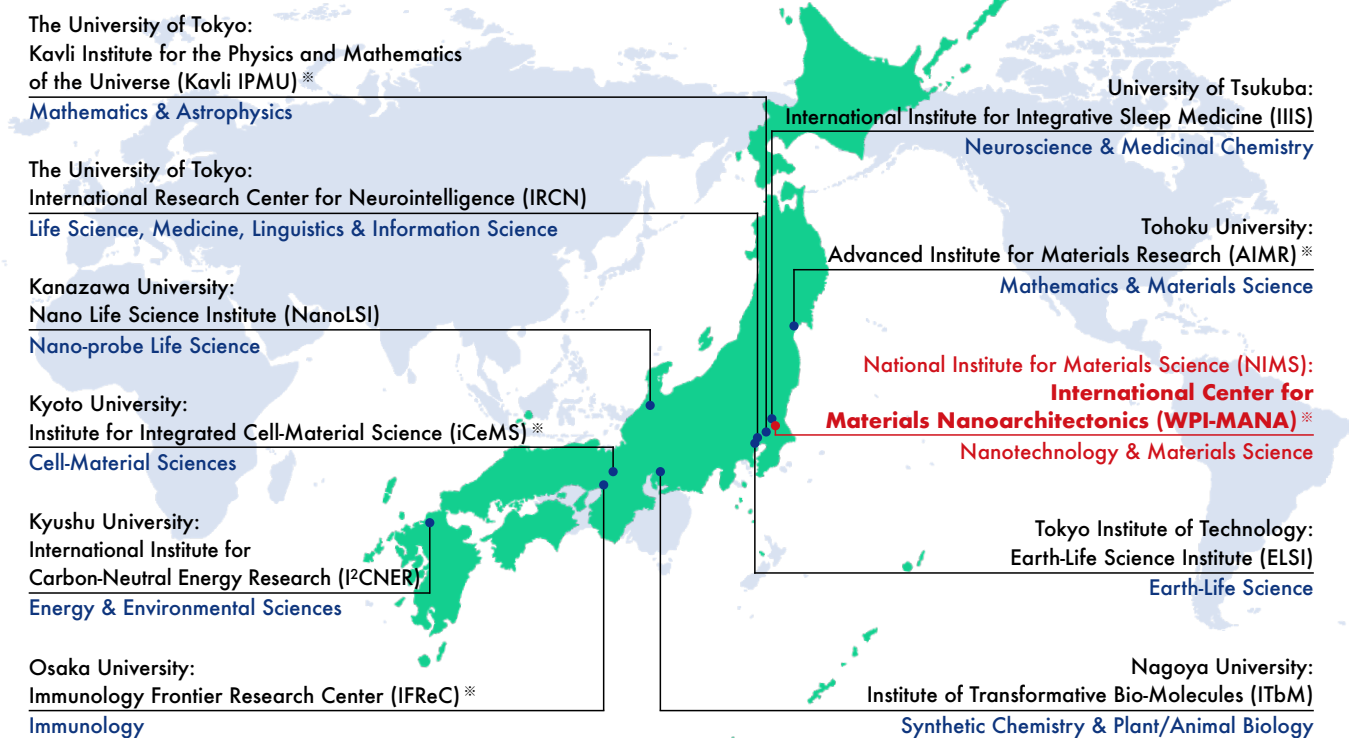 The University of Tokyo:
Kavli Institute for the Physics and Mathematics
of the Universe (Kavli IPMU) ※
Mathematics & Astrophysics
The University of Tokyo:
International Research Center for Neurointelligence (IRCN)
Life Science, Medicine, Linguistics & Information Science
Kanazawa University:
Nano Life Science Institute (NanoLSI)
Nano-probe Life Science
Kyoto University:
Institute for Integrated Cell-Material Science (iCeMS) ※
Cell-Material Sciences
Kyushu University:
International Institute for
Carbon-Neutral Energy Research (I²CNER)
Energy & Environmental Sciences
Osaka University:
Immunology Frontier Research Center (IFReC) ※
Immunology
University of Tsukuba:
International Institute for Integrative Sleep Medicine (IIIS)
Neuroscience & Medicinal Chemistry
Tohoku University:
Advanced Institute for Materials Research (AIMR) ※
Mathematics & Materials Science
National Institute for Materials Science (NIMS):
International Center for
Materials Nanoarchitectonics (WPI-MANA) ※
Nanotechnology & Materials Science
Tokyo Institute of Technology:
Earth-Life Science Institute (ELSI)
Earth-Life Science
Nagoya University:
Institute of Transformative Bio-Molecules (ITbM)
Synthetic Chemistry & Plant/Animal Biology